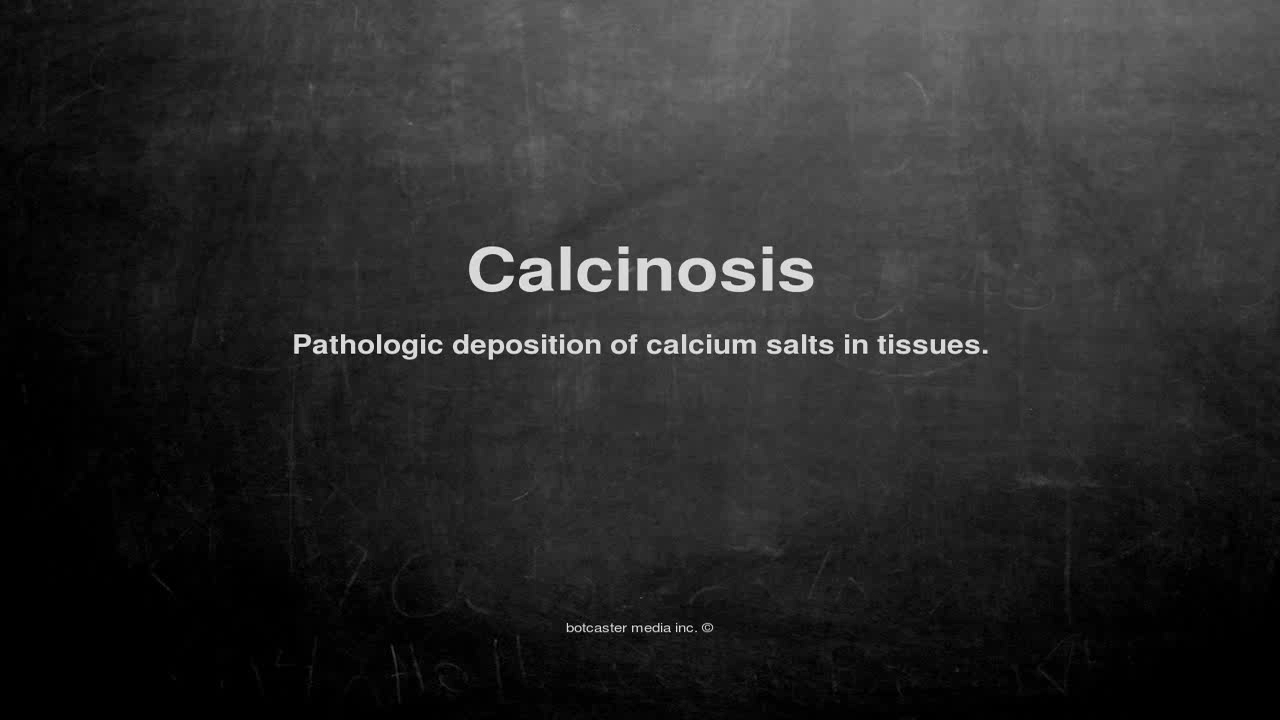 Calcinosis
Pathologic deposition of calcium salts in tissues.
botcaster media inc. ©